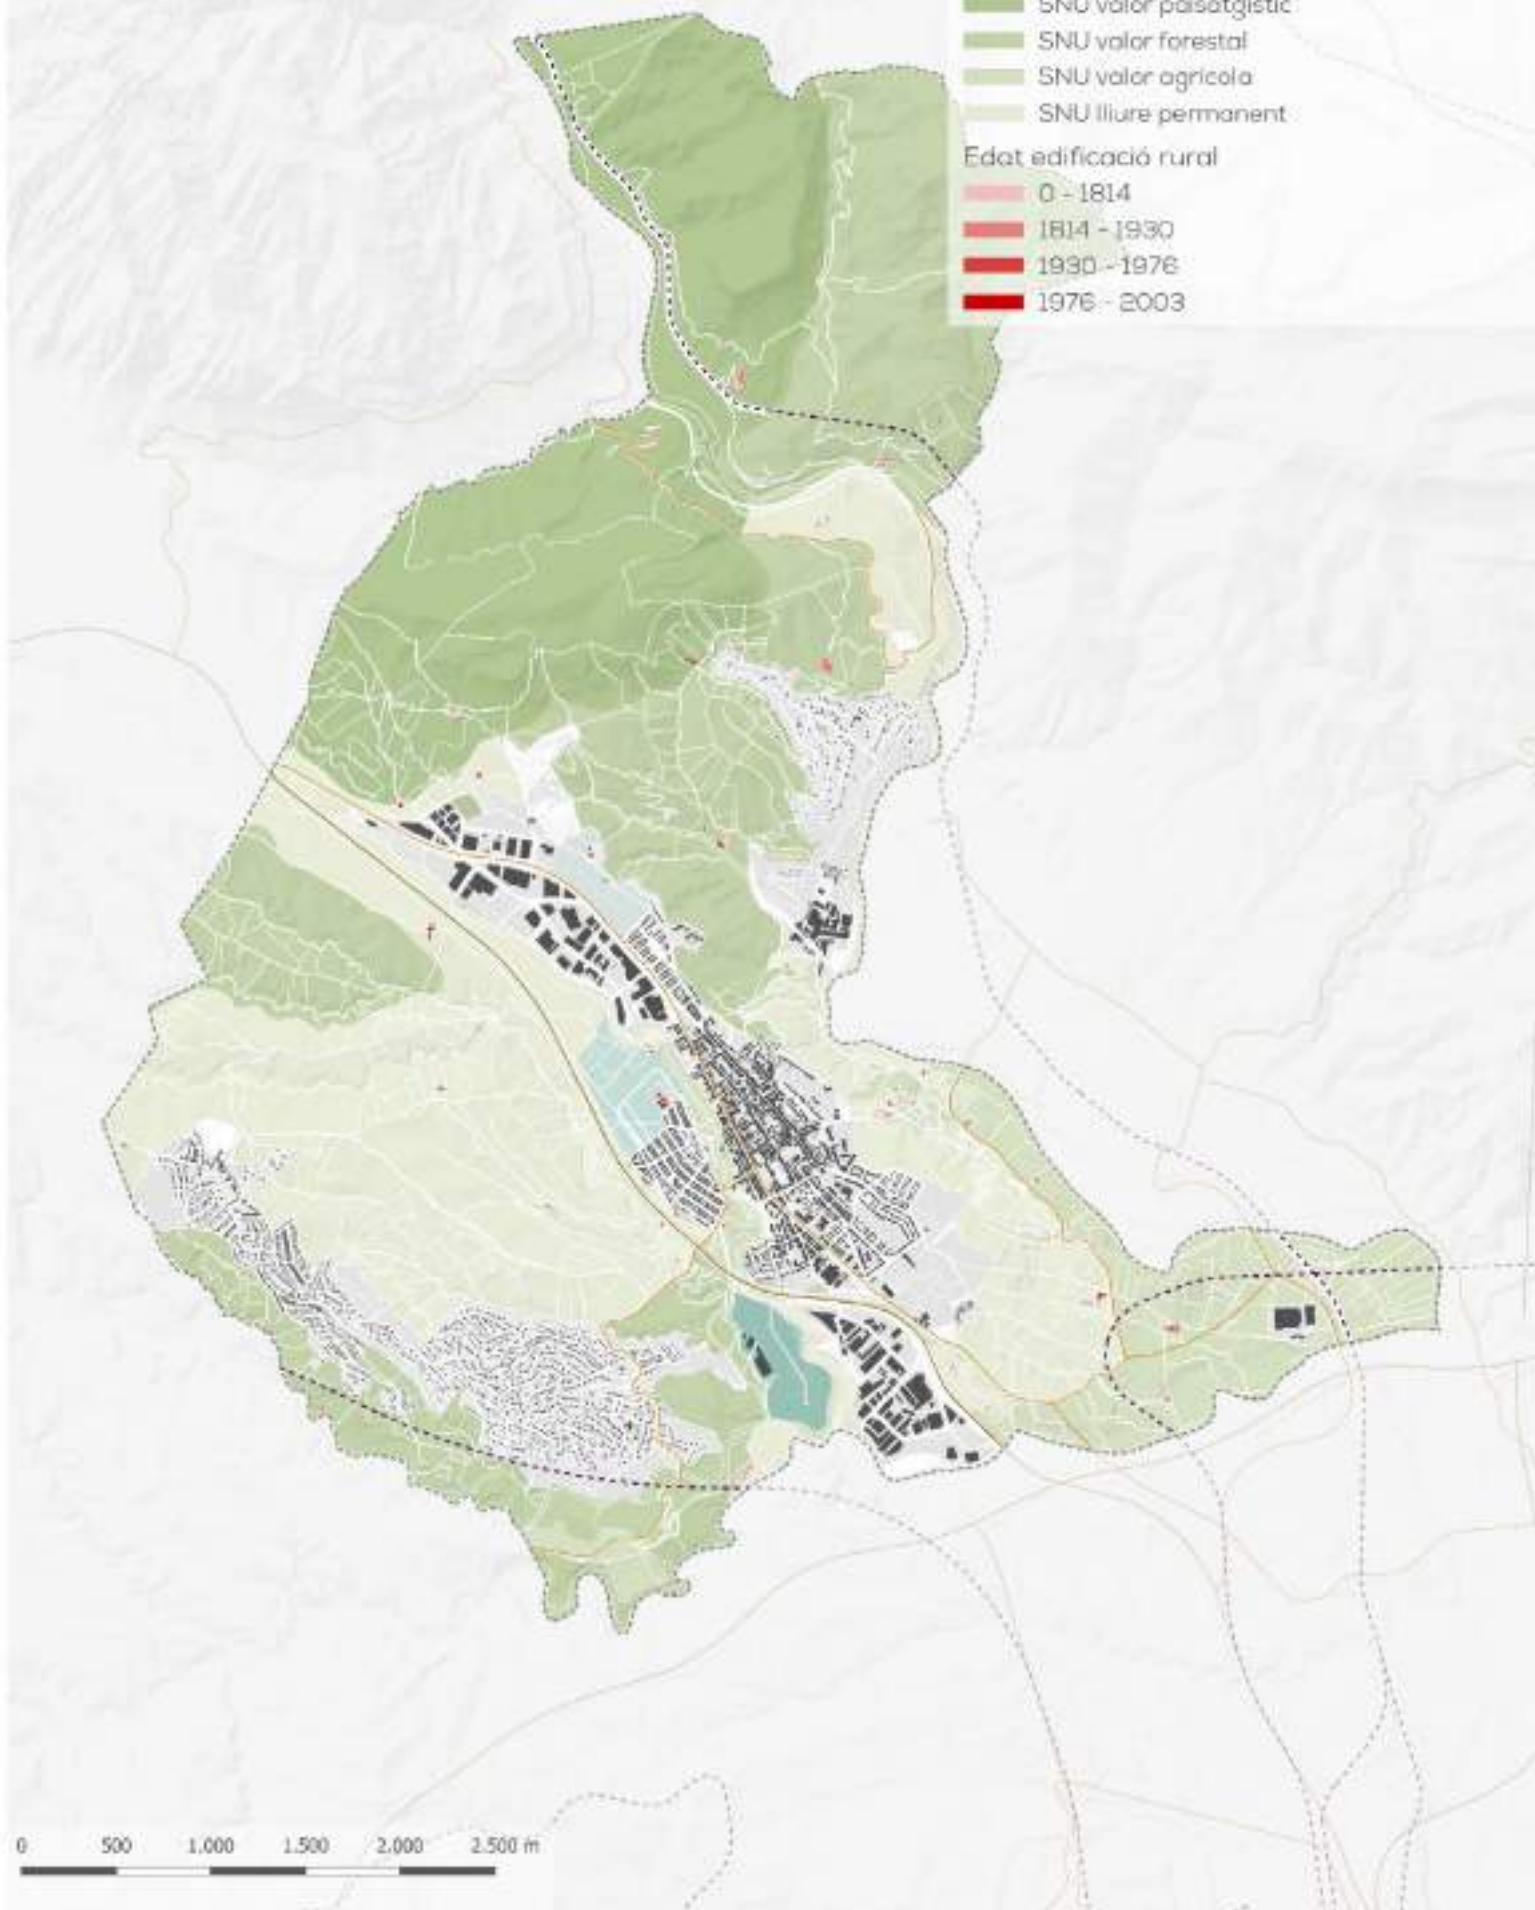 SNU valor paisatgístic
SNU valor forestal
SNU valor agrícola
SNU lliure permanent
Edat edificació rural
0 - 1814
1814 - 1930
1930 - 1976
1976 - 2003
0 500 1.000 1.500 2.000 2.500 m